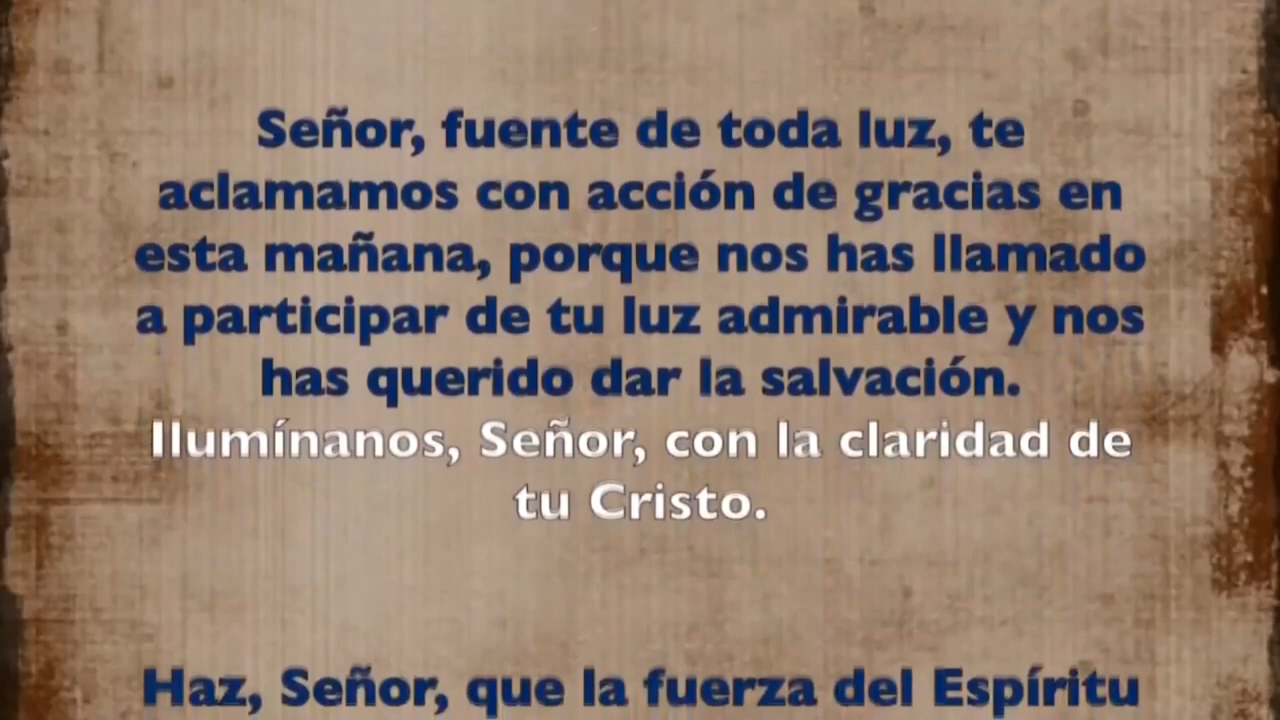 Señor, fuente de toda luz, te
aclamamos con acción de gracias en
esta mañana, porque nos has llamado
a participar de tu luz admirable y nos
has querido dar la salvación.
Ilumínanos, Señor, con la claridad de
tu Cristo.
Haz, Señor, que la fuerza del Espíritu